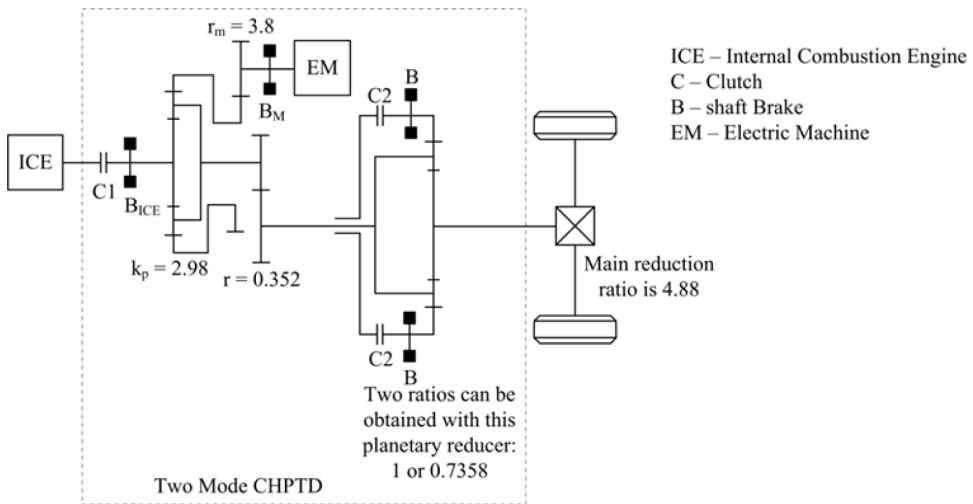 r_m = 3.8
EM
B_M
ICE
C1
B_ICE
k_p = 2.98
r = 0.352
C2
B
C2
B
Two ratios can be
obtained with this
planetary reducer:
1 or 0.7358
Two Mode CHPTD
Main reduction
ratio is 4.88
ICE – Internal Combustion Engine
C – Clutch
B – shaft Brake
EM – Electric Machine